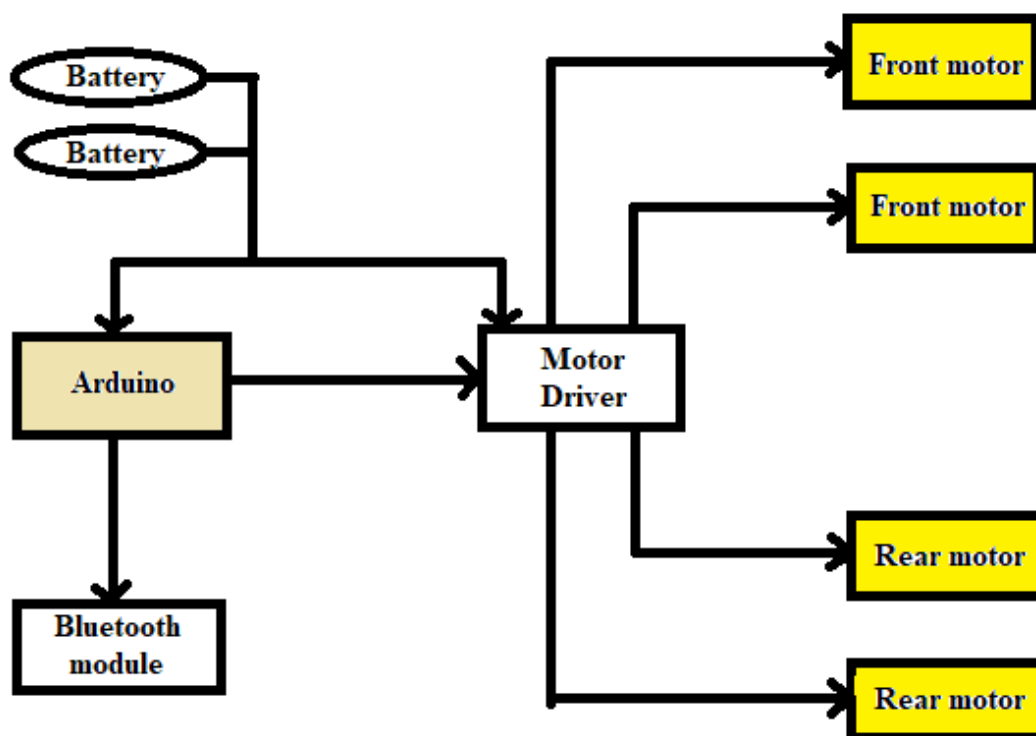 Battery
Battery
Front motor
Front motor
Arduino
Motor
Driver
Bluetooth
module
Rear motor
Rear motor